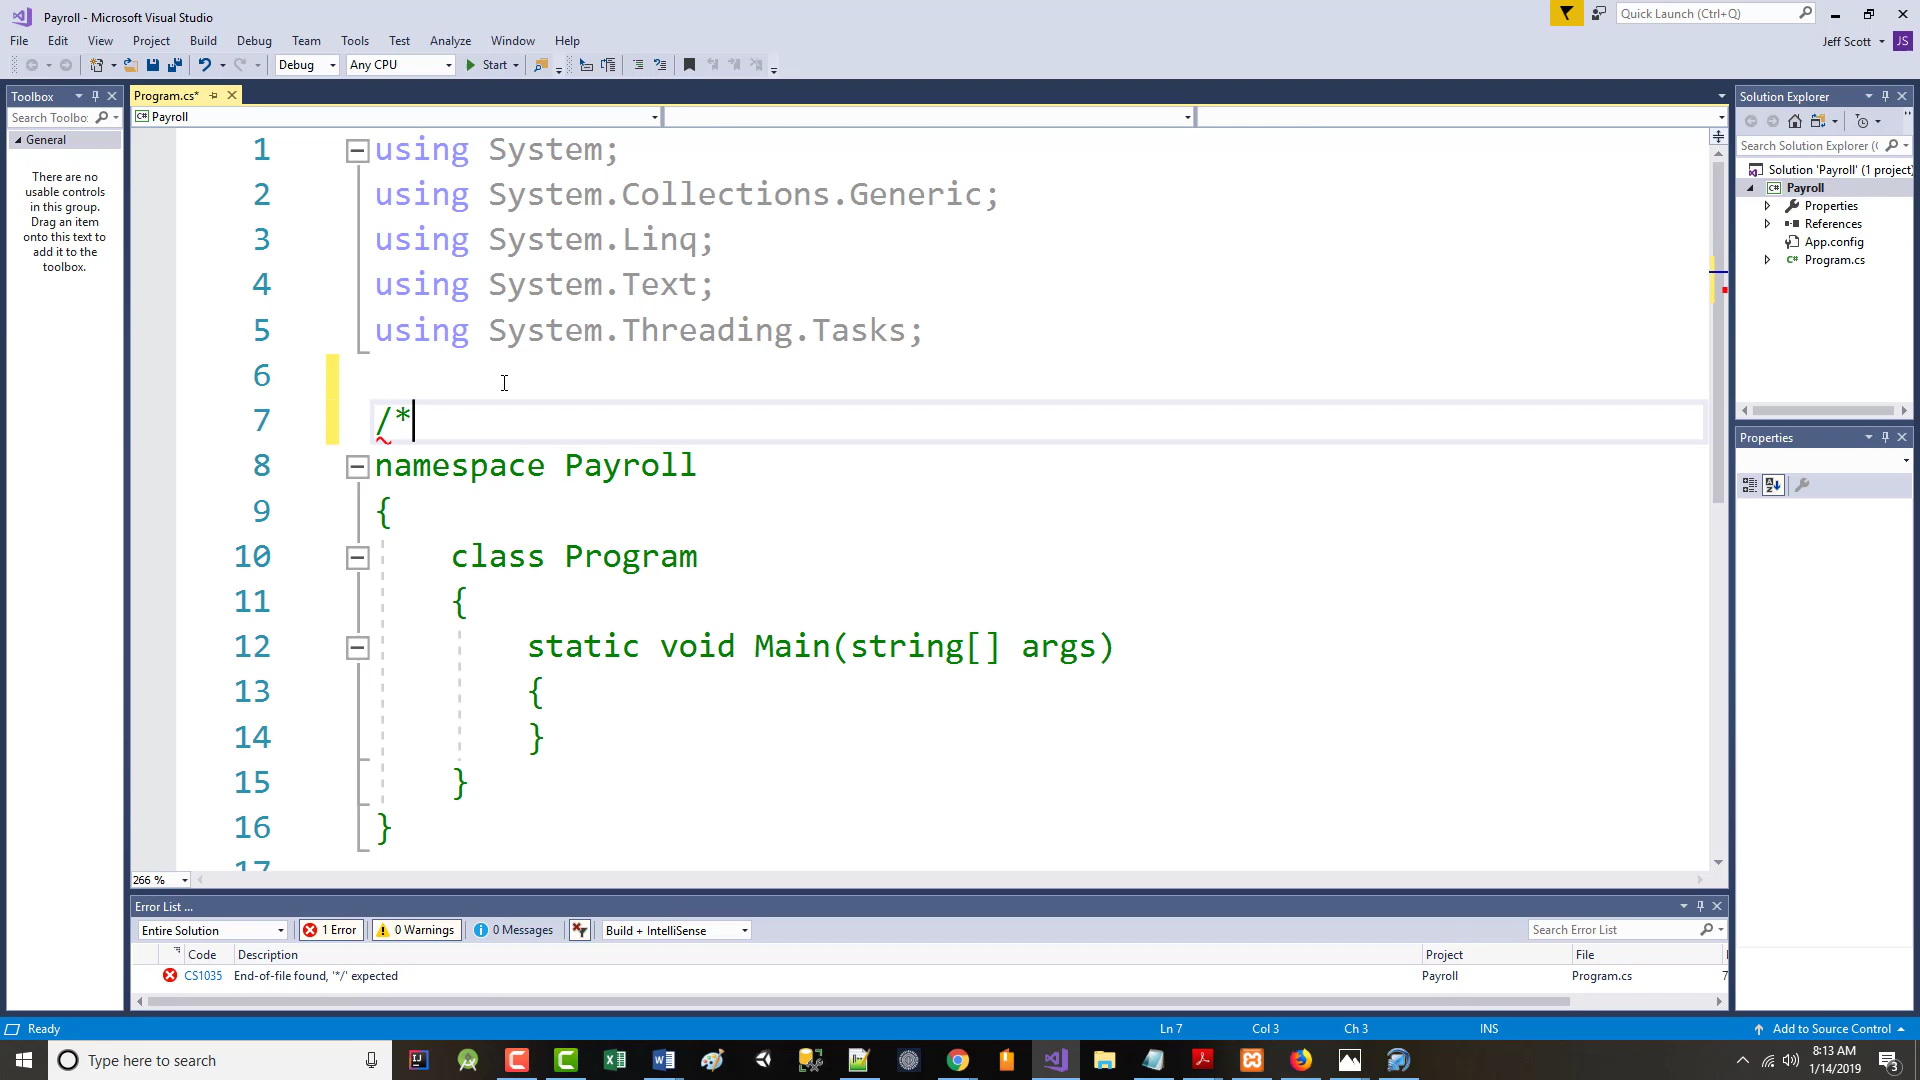 Payroll - Microsoft Visual Studio
Quick Launch (Ctrl+Q)
File Edit View Project Build Debug Team Tools Test Analyze Window Help
Jeff Scott JS
Debug Any CPU Start
Toolbox
Search Toolbo
General
There are no
usable controls
in this group.
Drag an item
onto this text to
add it to the
toolbox.
Program.cs*
C# Payroll
1 using System;
2 using System.Collections.Generic;
3 using System.Linq;
4 using System.Text;
5 using System.Threading.Tasks;
6
7 /*
8 namespace Payroll
9 {
10 class Program
11 {
12 static void Main(string[] args)
13 {
14 }
15 }
16 }
17
266 %
Solution Explorer
Search Solution Explorer (
Solution 'Payroll' (1 project)
C# Payroll
Properties
References
App.config
C# Program.cs
Properties
Error List ...
Entire Solution 1 Error 0 Warnings 0 Messages Build + IntelliSense Search Error List
Code Description Project File
CS1035 End-of-file found, '*/' expected Payroll Program.cs 7
Ready Ln 7 Col 3 Ch 3 INS Add to Source Control
Type here to search
8:13 AM
1/14/2019
3